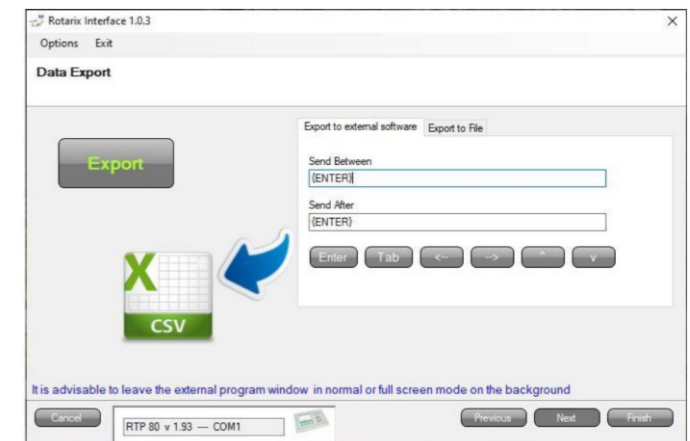 Rotarix Interface 1.0.3
Options Exit
Data Export
Export to external software Export to File
Export
Send Between
{ENTER}
Send After
{ENTER}
Enter Tab <-- --> ^ v
X
CSV
It is advisable to leave the external program window in normal or full screen mode on the background
Cancel RTP 80 v 1.93 --- COM1 Previous Next Finish